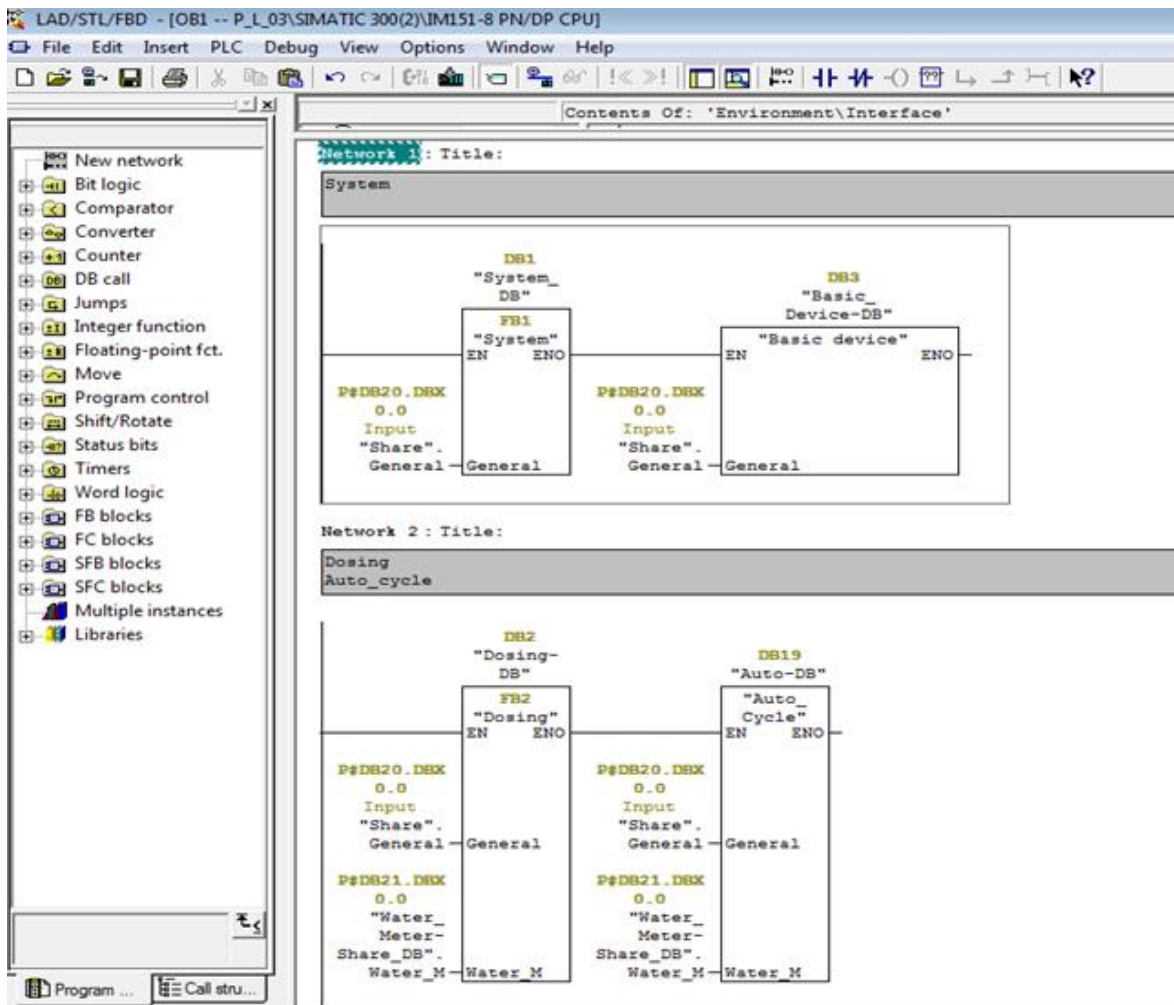 LAD/STL/FBD - [OB1 -- P_L_03\SIMATIC 300(2)\IM151-8 PN/DP CPU]
File Edit Insert PLC Debug View Options Window Help
Contents Of: 'Environment\Interface'
New network
Bit logic
Comparator
Converter
Counter
DB call
Jumps
Integer function
Floating-point fct.
Move
Program control
Shift/Rotate
Status bits
Timers
Word logic
FB blocks
FC blocks
SFB blocks
SFC blocks
Multiple instances
Libraries
Program ...
Call stru...
Network 1 : Title:
System
DB1
"System_
DB"
FB1
"System"
EN ENO
P#DB20.DBX
0.0
Input
"Share".
General
General
DB3
"Basic_
Device-DB"
"Basic device"
EN ENO
P#DB20.DBX
0.0
Input
"Share".
General
General
Network 2 : Title:
Dosing
Auto_cycle
DB2
"Dosing-
DB"
FB2
"Dosing"
EN ENO
P#DB20.DBX
0.0
Input
"Share".
General
General
P#DB21.DBX
0.0
"Water_
Meter-
Share_DB".
Water_M
Water_M
DB19
"Auto-DB"
"Auto_
Cycle"
EN ENO
P#DB20.DBX
0.0
Input
"Share".
General
General
P#DB21.DBX
0.0
"Water_
Meter-
Share_DB".
Water_M
Water_M